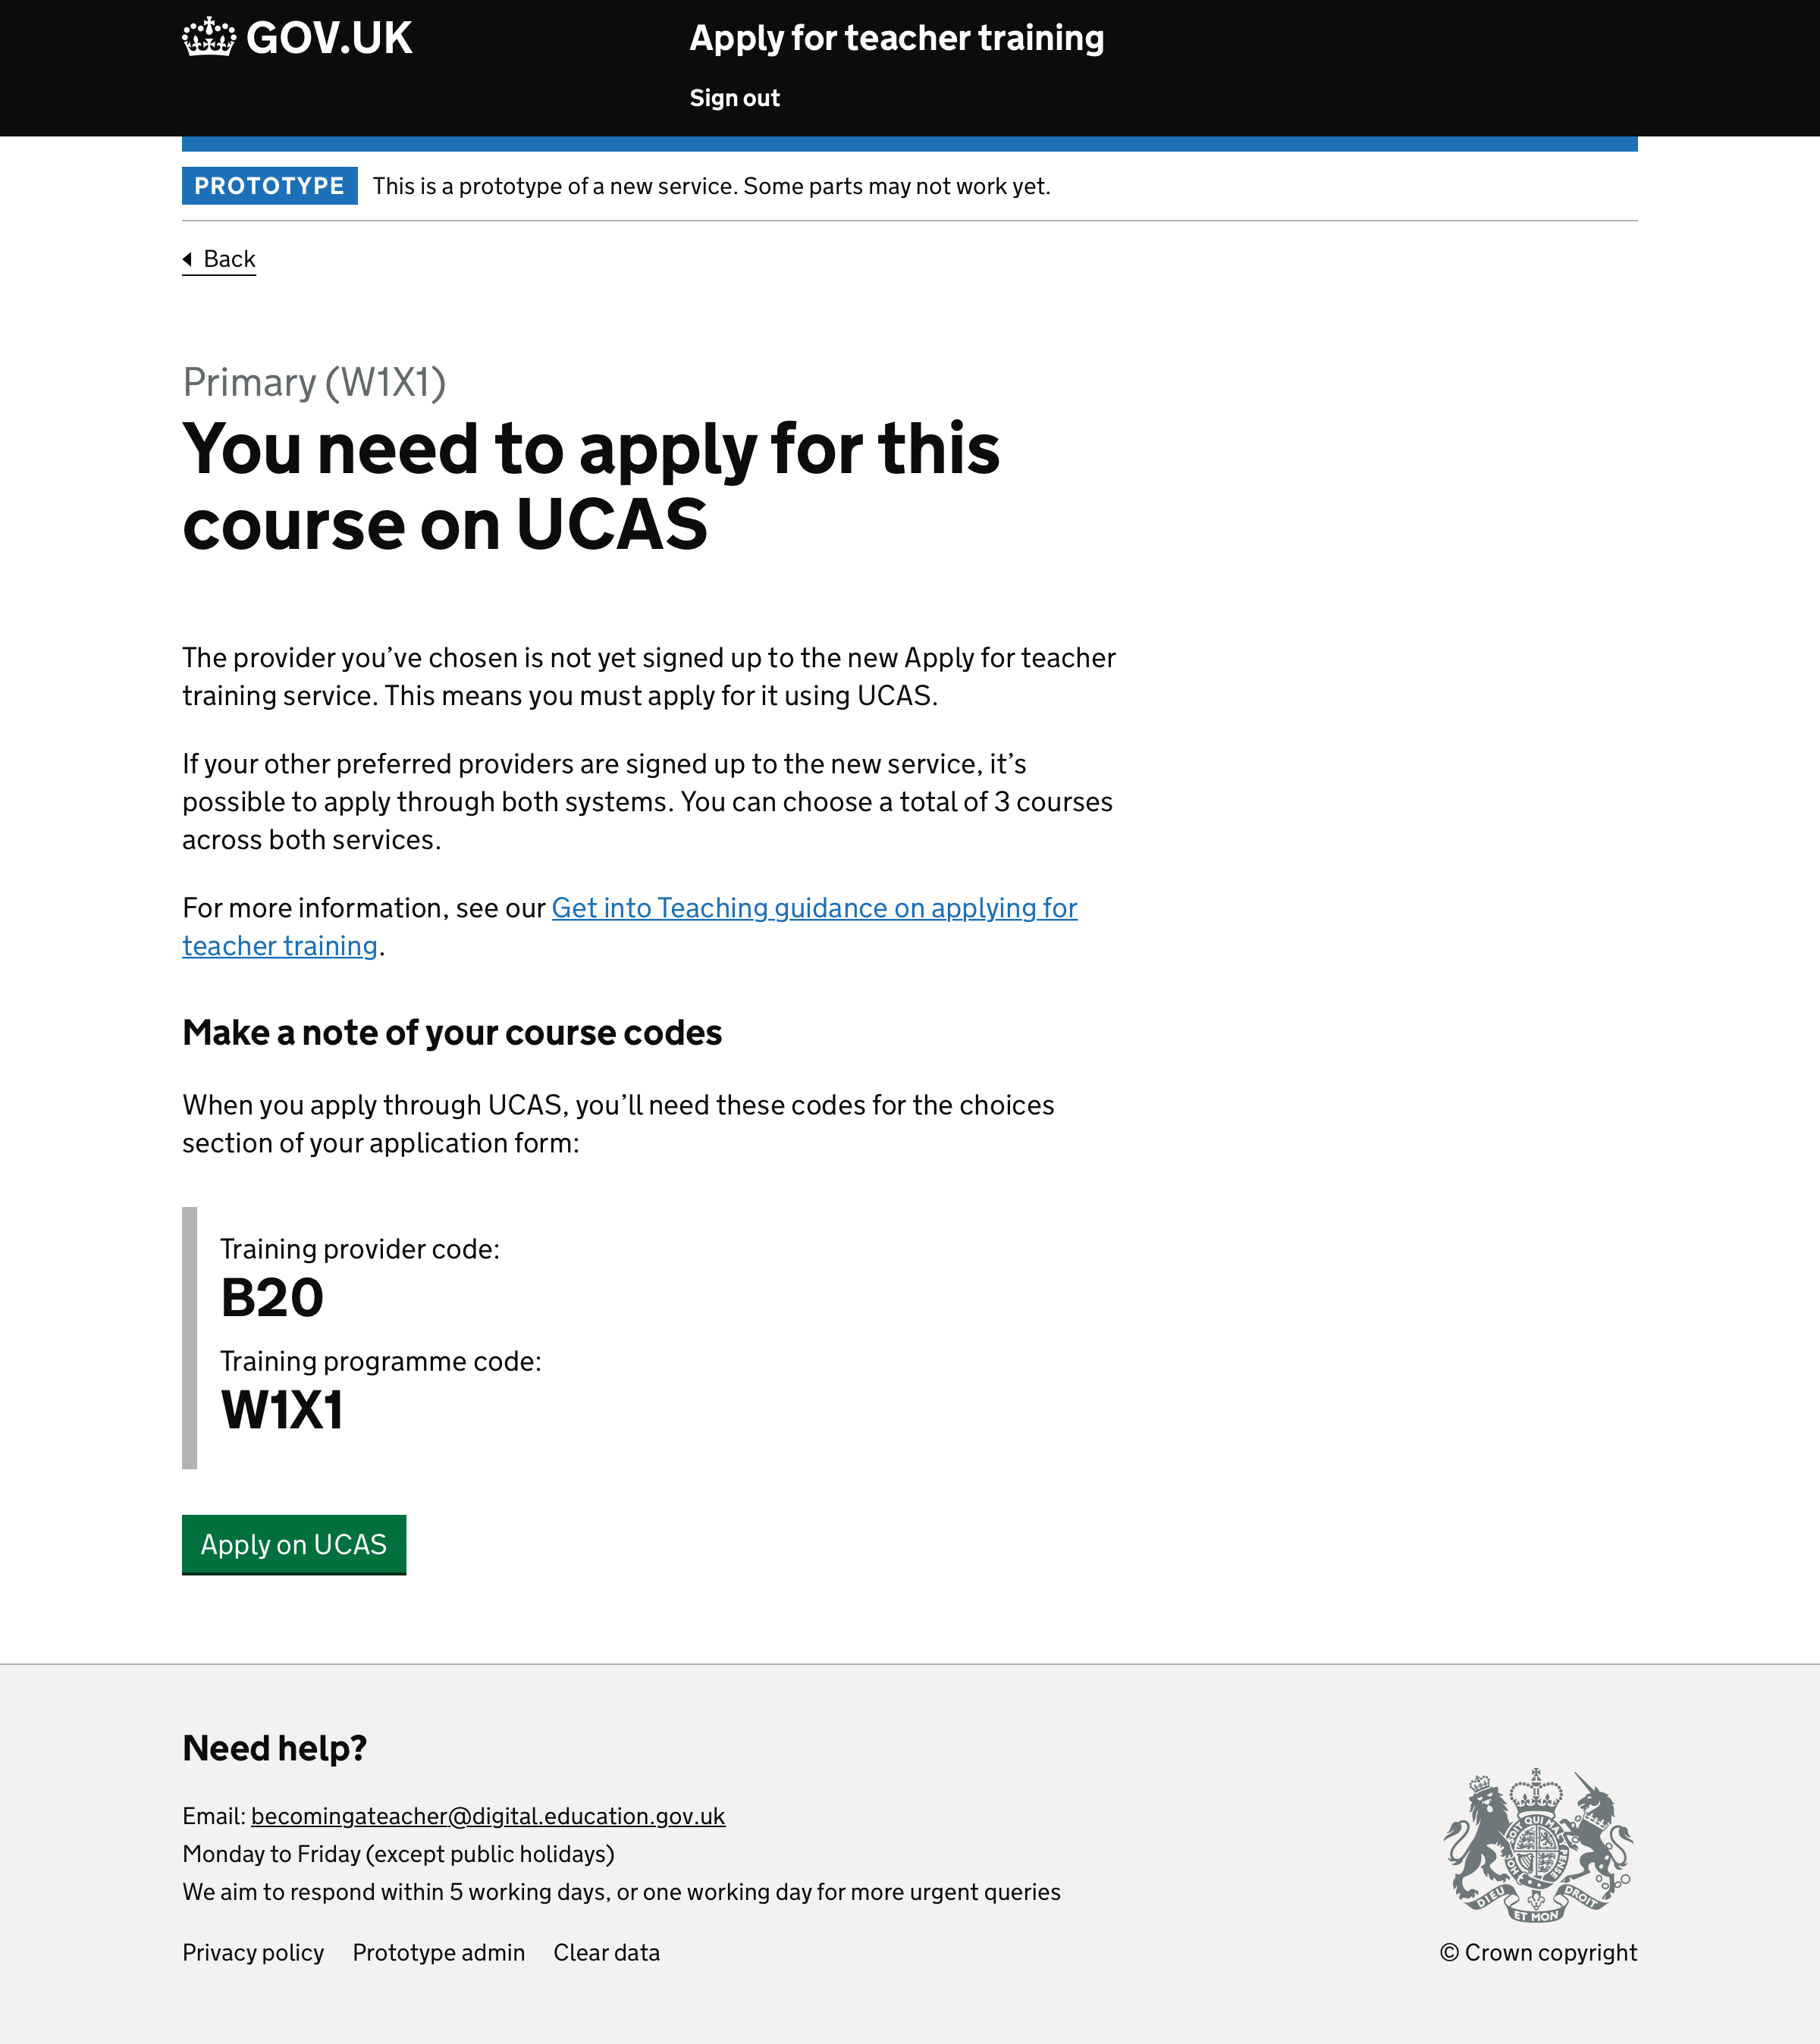 GOV.UK
Apply for teacher training
Sign out
PROTOTYPE
This is a prototype of a new service. Some parts may not work yet.
Back
Primary (W1X1)
You need to apply for this
course on UCAS
The provider you’ve chosen is not yet signed up to the new Apply for teacher
training service. This means you must apply for it using UCAS.
If your other preferred providers are signed up to the new service, it’s
possible to apply through both systems. You can choose a total of 3 courses
across both services.
For more information, see our Get into Teaching guidance on applying for
teacher training.
Make a note of your course codes
When you apply through UCAS, you’ll need these codes for the choices
section of your application form:
Training provider code:
B20
Training programme code:
W1X1
Apply on UCAS
Need help?
Email: becomingateacher@digital.education.gov.uk
Monday to Friday (except public holidays)
We aim to respond within 5 working days, or one working day for more urgent queries
Privacy policy
Prototype admin
Clear data
DIEU
ET MON
DROIT
© Crown copyright